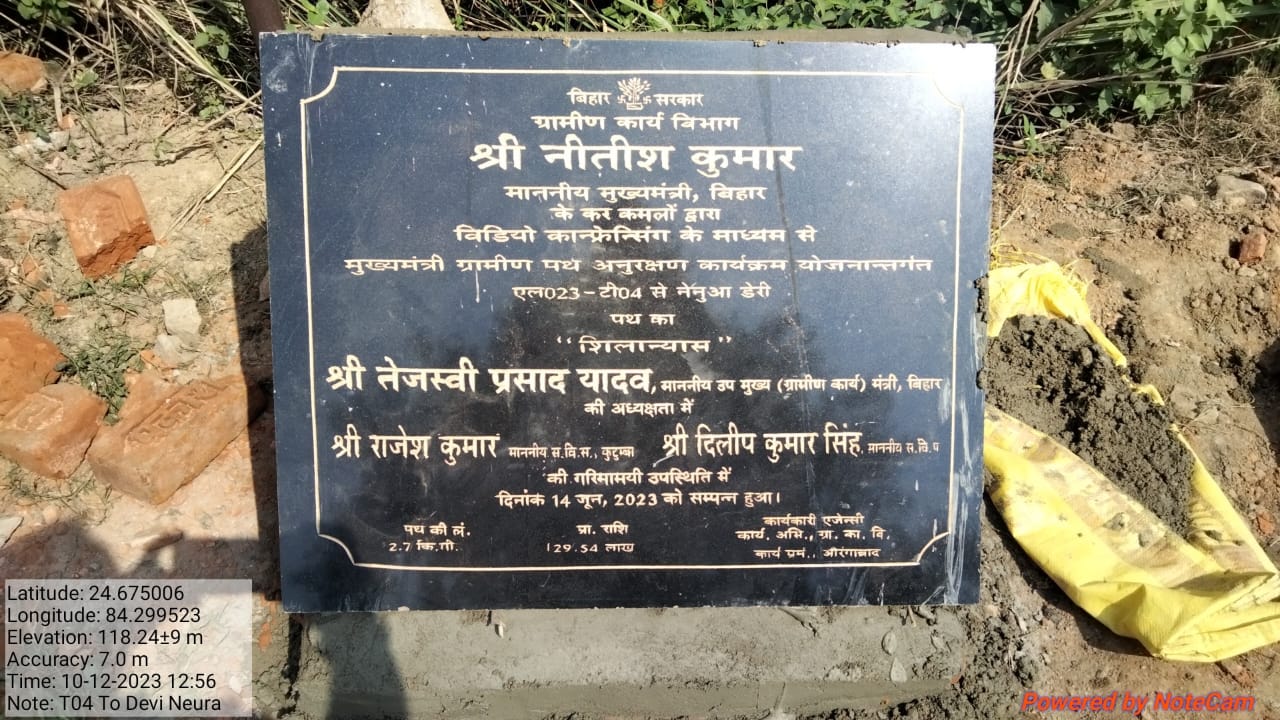 बिहार सरकार
ग्रामीण कार्य विभाग
श्री नीतीश कुमार
माननीय मुख्यमंत्री, बिहार
के कर कमलों द्वारा
विडियो कान्फ्रेन्सिंग के माध्यम से
मुख्यमंत्री ग्रामीण पथ अनुरक्षण कार्यक्रम योजनान्तर्गत
एल023-टी04 से नेनुआ डेरी
पथ का
"शिलान्यास"
श्री तेजस्वी प्रसाद यादव, माननीय उप मुख्य (ग्रामीण कार्य) मंत्री, बिहार
की अध्यक्षता में
श्री राजेश कुमार माननीय स.वि.स., कुटुम्बा श्री दिलीप कुमार सिंह, माननीय स.वि.प
की गरिमामयी उपस्थिति में
दिनांक 14 जून, 2023 को सम्पन्न हुआ।
पथ की लं. प्रा. राशि कार्यकारी एजेन्सी
2.7 कि.मी. 129.54 लाख कार्य. अभि., ग्रा. का. वि.
कार्य प्रमं., औरंगाबाद
Latitude: 24.675006
Longitude: 84.299523
Elevation: 118.24±9 m
Accuracy: 7.0 m
Time: 10-12-2023 12:56
Note: T04 To Devi Neura
Powered by NoteCam